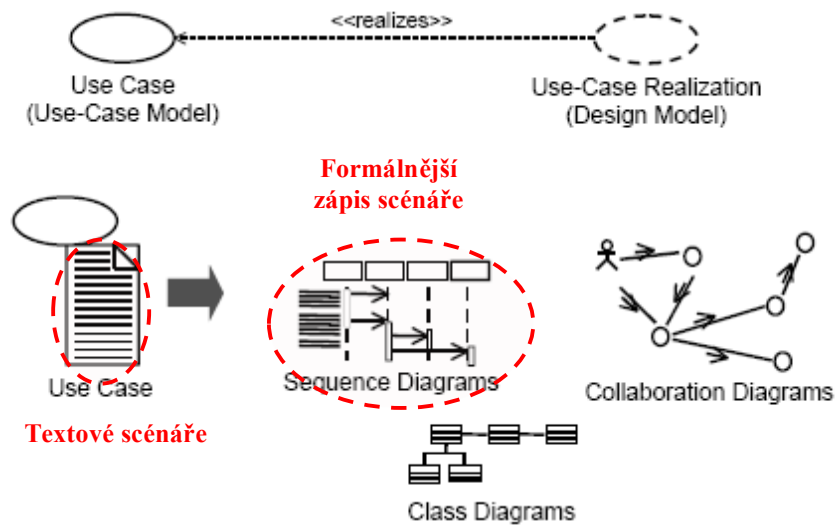 <<realizes>>
Use Case
(Use-Case Model)
Use-Case Realization
(Design Model)
Formálnější
zápis scénáře
Use Case
Sequence Diagrams
Collaboration Diagrams
Textové scénáře
Class Diagrams